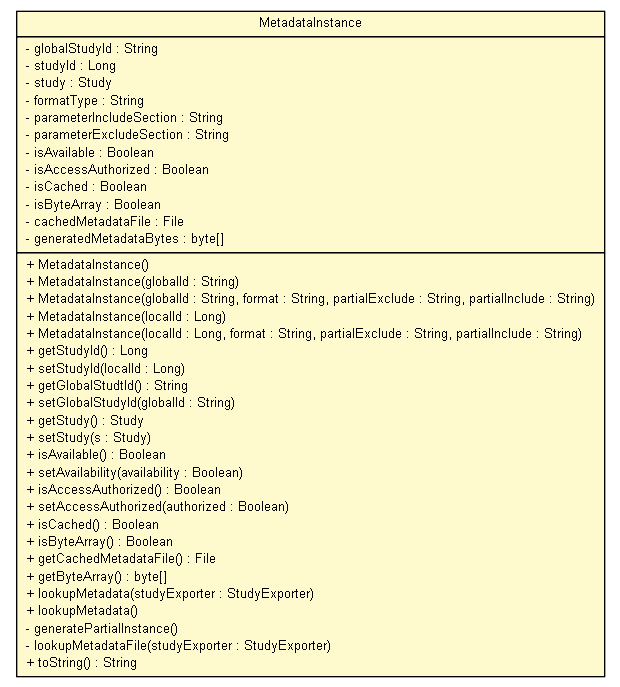 MetadataInstance
- globalStudyId : String
- studyId : Long
- study : Study
- formatType : String
- parameterIncludeSection : String
- parameterExcludeSection : String
- isAvailable : Boolean
- isAccessAuthorized : Boolean
- isCached : Boolean
- isByteArray : Boolean
- cachedMetadataFile : File
- generatedMetadataBytes : byte[]
+ MetadataInstance()
+ MetadataInstance(globalId : String)
+ MetadataInstance(globalId : String, format : String, partialExclude : String, partialInclude : String)
+ MetadataInstance(localId : Long)
+ MetadataInstance(localId : Long, format : String, partialExclude : String, partialInclude : String)
+ getStudyId() : Long
+ setStudyId(localId : Long)
+ getGlobalStudtId() : String
+ setGlobalStudyId(globalId : String)
+ getStudy() : Study
+ setStudy(s : Study)
+ isAvailable() : Boolean
+ setAvailability(availability : Boolean)
+ isAccessAuthorized() : Boolean
+ setAccessAuthorized(authorized : Boolean)
+ isCached() : Boolean
+ isByteArray() : Boolean
+ getCachedMetadataFile() : File
+ getByteArray() : byte[]
+ lookupMetadata(studyExporter : StudyExporter)
+ lookupMetadata()
- generatePartialInstance()
- lookupMetadataFile(studyExporter : StudyExporter)
+ toString() : String